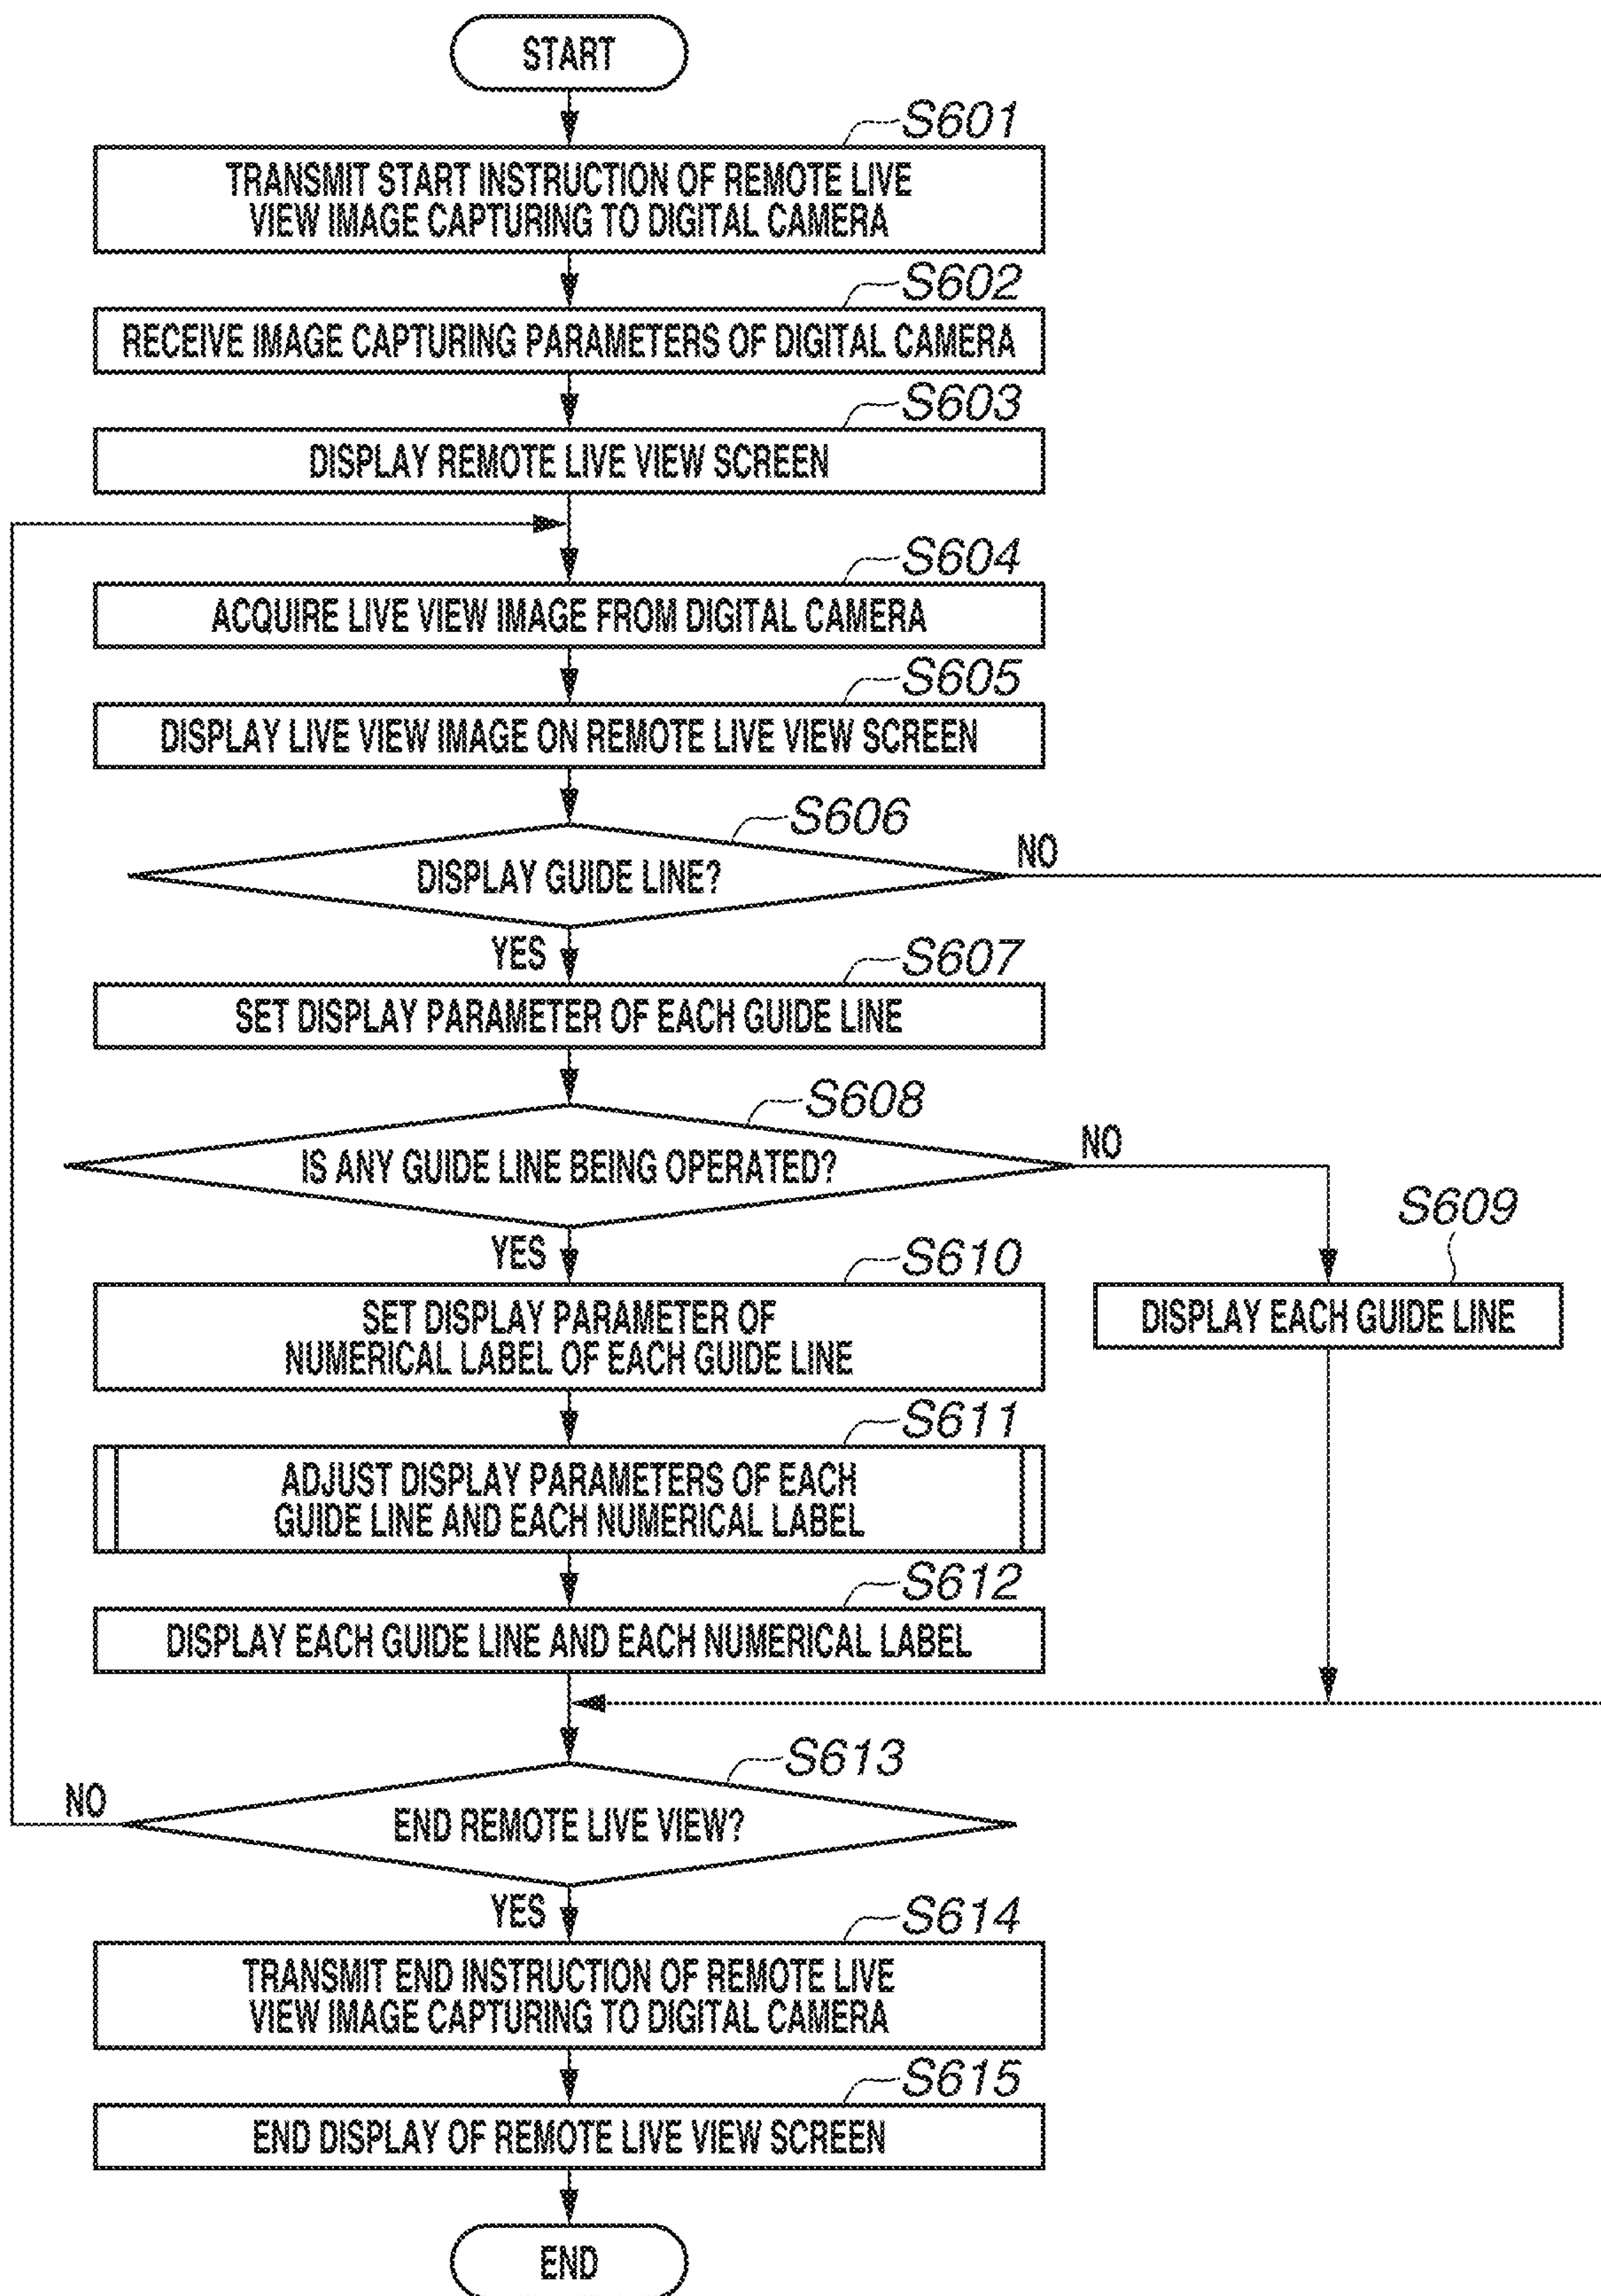 START
S601
TRANSMIT START INSTRUCTION OF REMOTE LIVE
VIEW IMAGE CAPTURING TO DIGITAL CAMERA
S602
RECEIVE IMAGE CAPTURING PARAMETERS OF DIGITAL CAMERA
S603
DISPLAY REMOTE LIVE VIEW SCREEN
S604
ACQUIRE LIVE VIEW IMAGE FROM DIGITAL CAMERA
S605
DISPLAY LIVE VIEW IMAGE ON REMOTE LIVE VIEW SCREEN
S606
DISPLAY GUIDE LINE?
NO
YES
S607
SET DISPLAY PARAMETER OF EACH GUIDE LINE
S608
IS ANY GUIDE LINE BEING OPERATED?
NO
S609
DISPLAY EACH GUIDE LINE
YES
S610
SET DISPLAY PARAMETER OF
NUMERICAL LABEL OF EACH GUIDE LINE
S611
ADJUST DISPLAY PARAMETERS OF EACH
GUIDE LINE AND EACH NUMERICAL LABEL
S612
DISPLAY EACH GUIDE LINE AND EACH NUMERICAL LABEL
S613
END REMOTE LIVE VIEW?
NO
YES
S614
TRANSMIT END INSTRUCTION OF REMOTE LIVE
VIEW IMAGE CAPTURING TO DIGITAL CAMERA
S615
END DISPLAY OF REMOTE LIVE VIEW SCREEN
END